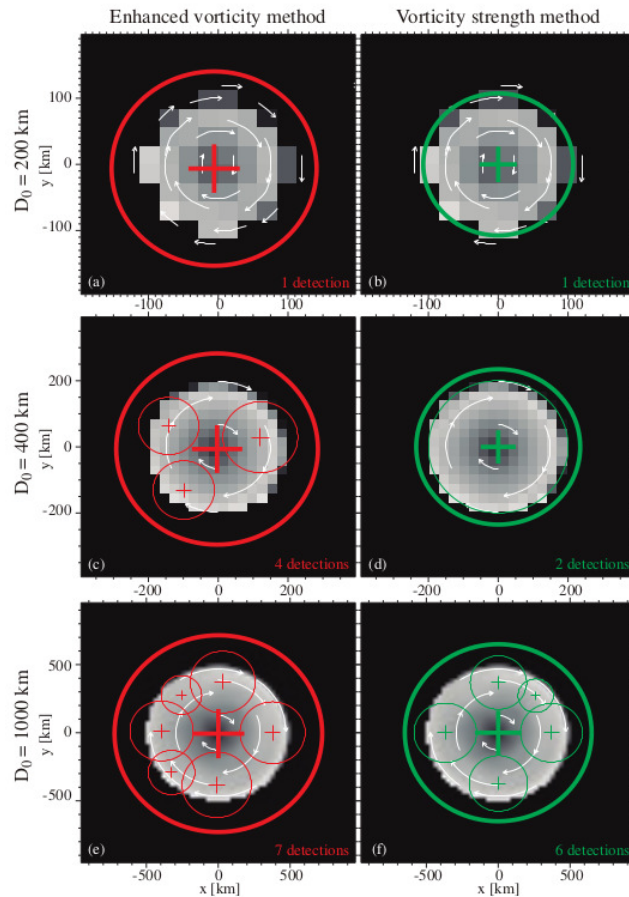 Enhanced vorticity method
Vorticity strength method
D0 = 200 km
y [km]
100
0
-100
(a)
1 detection
(b)
1 detection
-100 0 100
-100 0 100
D0 = 400 km
y [km]
200
0
-200
(c)
4 detections
(d)
2 detections
-200 0 200
-200 0 200
D0 = 1000 km
y [km]
500
0
-500
(e)
7 detections
(f)
6 detections
-500 0 500
-500 0 500
x [km]
x [km]